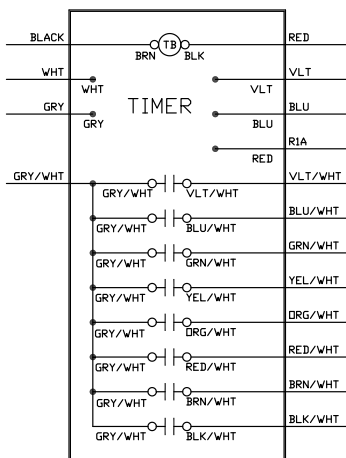 BLACK TB RED
BRN BLK
WHT VLT
WHT VLT
TIMER
GRY BLU
GRY BLU
R1A
RED
GRY/WHT VLT/WHT
GRY/WHT VLT/WHT
BLU/WHT
GRY/WHT BLU/WHT
GRN/WHT
GRY/WHT GRN/WHT
YEL/WHT
GRY/WHT YEL/WHT
ORG/WHT
GRY/WHT ORG/WHT
RED/WHT
GRY/WHT RED/WHT
BRN/WHT
GRY/WHT BRN/WHT
BLK/WHT
GRY/WHT BLK/WHT